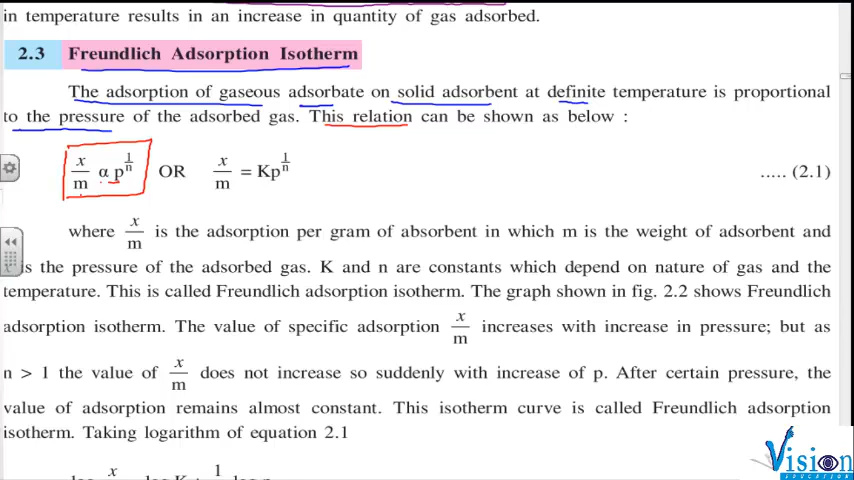 in temperature results in an increase in quantity of gas adsorbed.
2.3 Freundlich Adsorption Isotherm
The adsorption of gaseous adsorbate on solid adsorbent at definite temperature is proportional
to the pressure of the adsorbed gas. This relation can be shown as below :
x/m α p^(1/n) OR x/m = Kp^(1/n) ..... (2.1)
where x/m is the adsorption per gram of absorbent in which m is the weight of adsorbent and
is the pressure of the adsorbed gas. K and n are constants which depend on nature of gas and the
temperature. This is called Freundlich adsorption isotherm. The graph shown in fig. 2.2 shows Freundlich
adsorption isotherm. The value of specific adsorption x/m increases with increase in pressure; but as
n > 1 the value of x/m does not increase so suddenly with increase of p. After certain pressure, the
value of adsorption remains almost constant. This isotherm curve is called Freundlich adsorption
isotherm. Taking logarithm of equation 2.1
Vision
EDUCATION